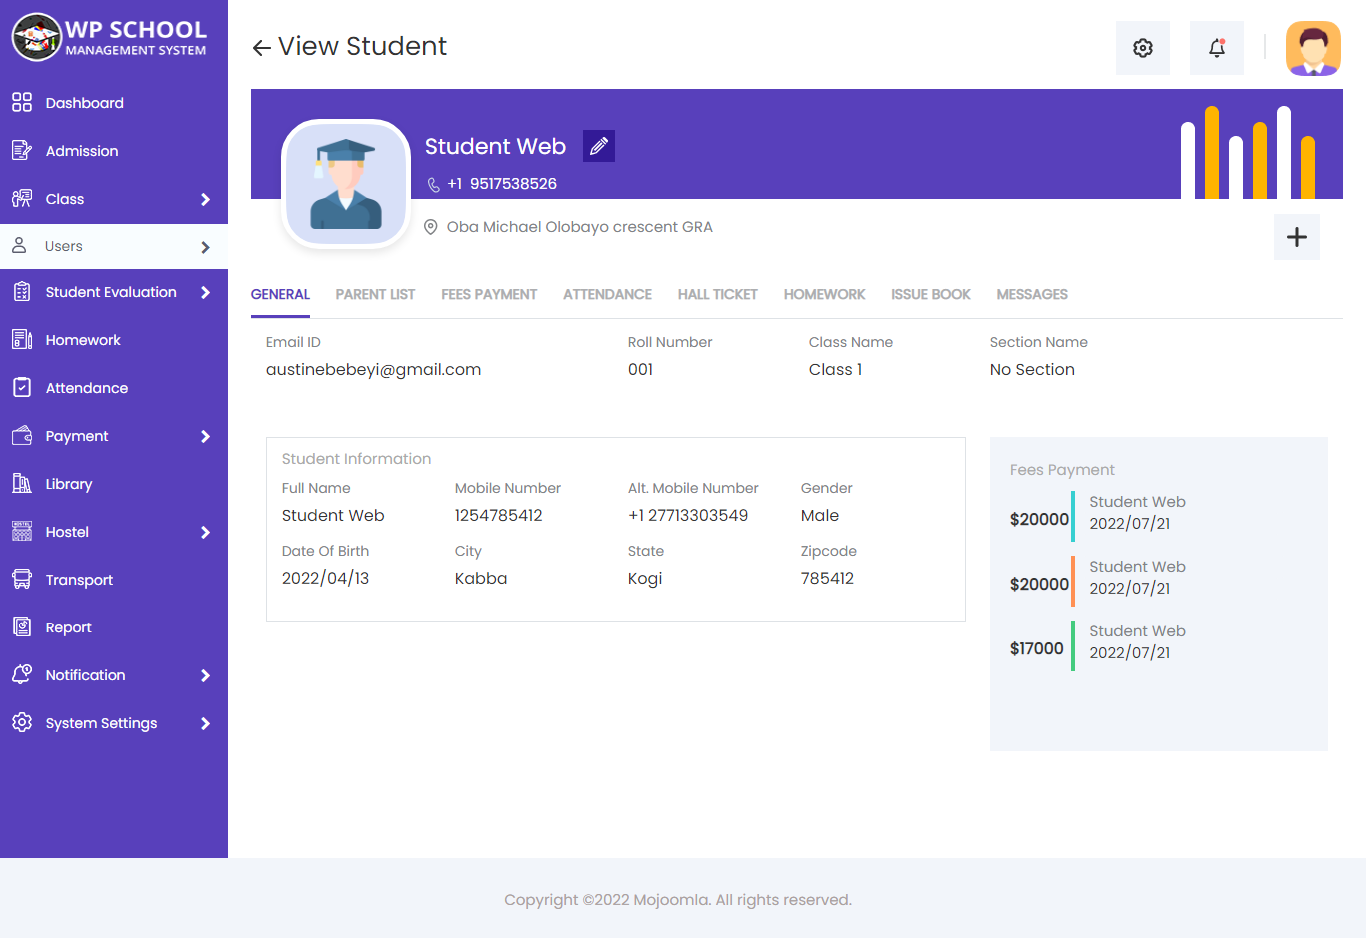 WP SCHOOL
MANAGEMENT SYSTEM
Dashboard
Admission
Class
Users
Student Evaluation
Homework
Attendance
Payment
Library
Hostel
Transport
Report
Notification
System Settings
View Student
Student Web
+1 9517538526
Oba Michael Olobayo crescent GRA
GENERAL PARENT LIST FEES PAYMENT ATTENDANCE HALL TICKET HOMEWORK ISSUE BOOK MESSAGES
Email ID Roll Number Class Name Section Name
austinebebeyi@gmail.com 001 Class 1 No Section
Student Information
Full Name Mobile Number Alt. Mobile Number Gender
Student Web 1254785412 +1 27713303549 Male
Date Of Birth City State Zipcode
2022/04/13 Kabba Kogi 785412
Fees Payment
$20000 Student Web
2022/07/21
$20000 Student Web
2022/07/21
$17000 Student Web
2022/07/21
Copyright ©2022 Mojoomla. All rights reserved.